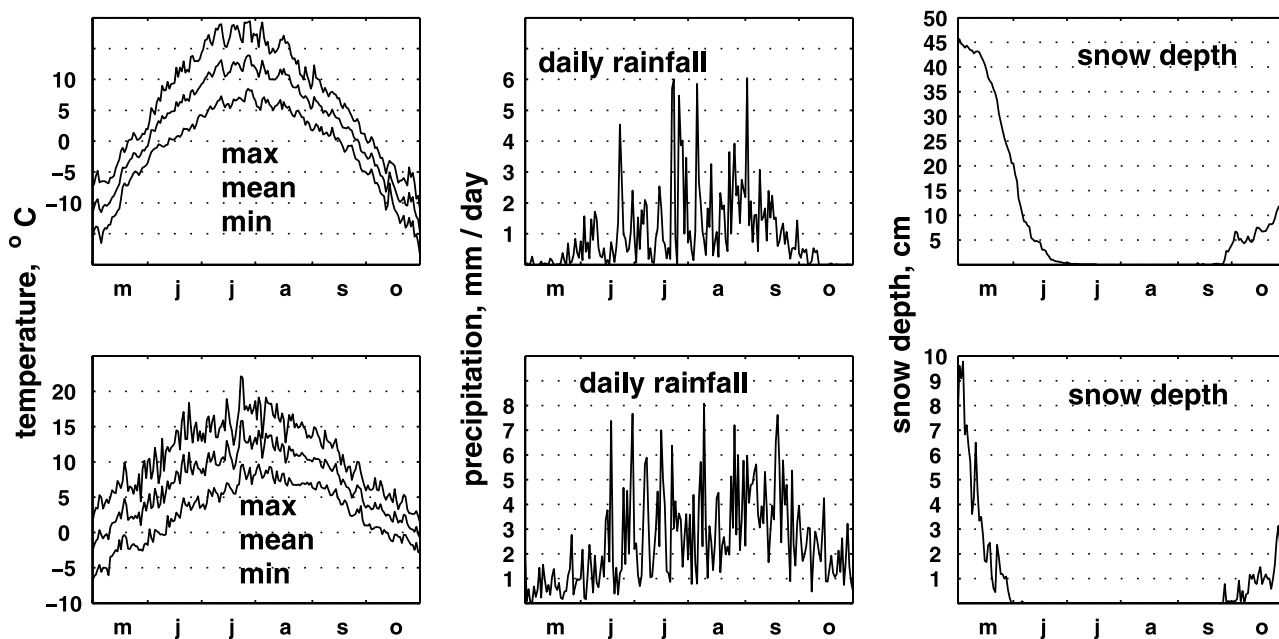 temperature, °C
10
5
0
−5
−10
max
mean
min
m j j a s o
precipitation, mm / day
daily rainfall
6
5
4
3
2
1
m j j a s o
snow depth, cm
snow depth
50
45
40
35
30
25
20
15
10
5
m j j a s o
20
15
10
5
0
−5
−10
max
mean
min
m j j a s o
daily rainfall
8
7
6
5
4
3
2
1
m j j a s o
snow depth
10
9
8
7
6
5
4
3
2
1
m j j a s o